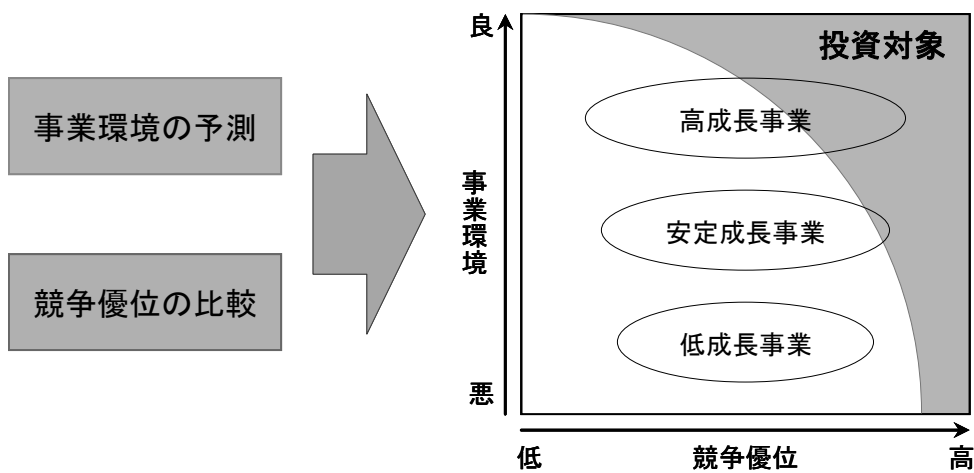 事業環境の予測
競争優位の比較
良
事業環境
悪
投資対象
高成長事業
安定成長事業
低成長事業
低
競争優位
高